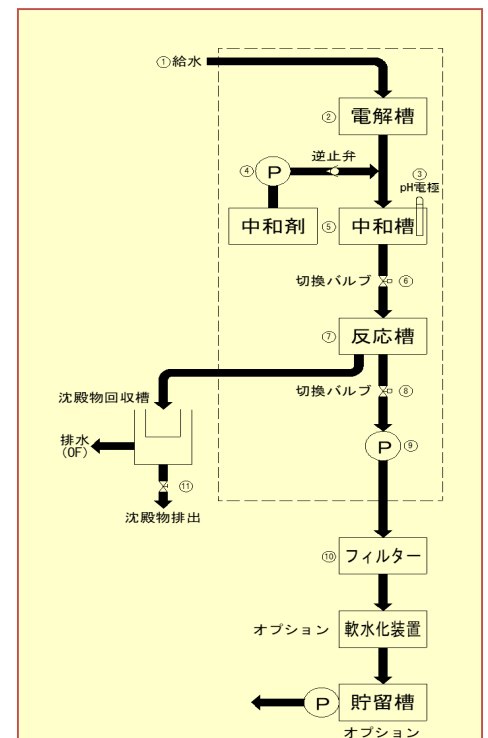 ①給水
② 電解槽
逆止弁
③
pH電極
④ P
中和剤
⑤ 中和槽
切換バルブ ⑥
⑦ 反応槽
切換バルブ ⑧
沈殿物回収槽
排水
(OF)
P ⑨
⑪
沈殿物排出
⑩ フィルター
オプション 軟水化装置
P 貯留槽
オプション